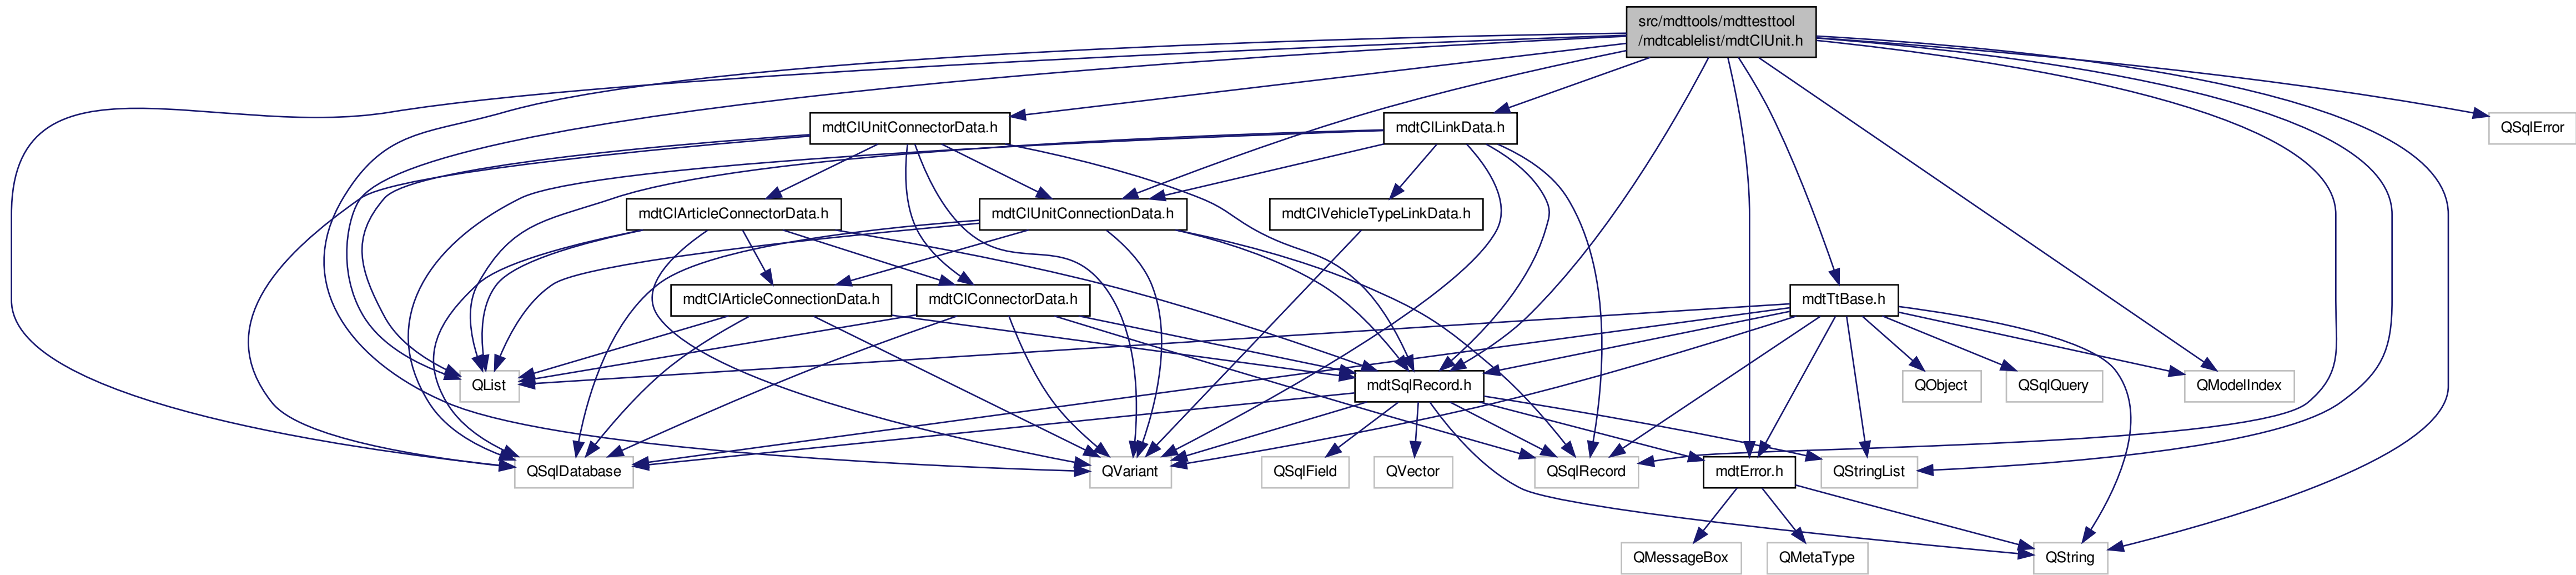 src/mdttools/mdttesttool
/mdtcablelist/mdtClUnit.h
mdtClUnitConnectorData.h
mdtClLinkData.h
QSqlError
mdtClArticleConnectorData.h
mdtClUnitConnectionData.h
mdtClVehicleTypeLinkData.h
mdtClArticleConnectionData.h
mdtClConnectorData.h
mdtTtBase.h
QList
mdtSqlRecord.h
QObject
QSqlQuery
QModelIndex
QSqlDatabase
QVariant
QSqlField
QVector
QSqlRecord
mdtError.h
QStringList
QMessageBox
QMetaType
QString